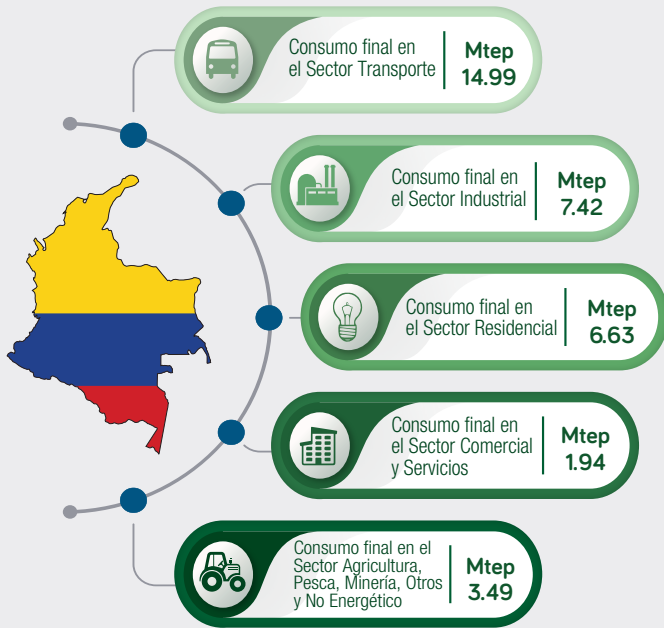 Consumo final en
el Sector Transporte
Mtep
14.99
Consumo final en
el Sector Industrial
Mtep
7.42
Consumo final en
el Sector Residencial
Mtep
6.63
Consumo final en
el Sector Comercial
y Servicios
Mtep
1.94
Consumo final en el
Sector Agricultura,
Pesca, Minería, Otros
y No Energético
Mtep
3.49